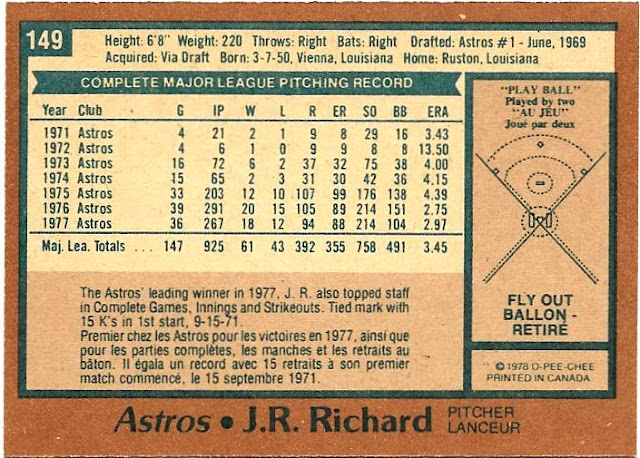 149
Height: 6'8" Weight: 220 Throws: Right Bats: Right Drafted: Astros #1 - June, 1969
Acquired: Via Draft Born: 3-7-50, Vienna, Louisiana Home: Ruston, Louisiana
COMPLETE MAJOR LEAGUE PITCHING RECORD
Year Club G IP W L R ER SO BB ERA
1971 Astros 4 21 2 1 9 8 29 16 3.43
1972 Astros 4 6 1 0 9 9 8 8 13.50
1973 Astros 16 72 6 2 37 32 75 38 4.00
1974 Astros 15 65 2 3 31 30 42 36 4.15
1975 Astros 33 203 12 10 107 99 176 138 4.39
1976 Astros 39 291 20 15 105 89 214 151 2.75
1977 Astros 36 267 18 12 94 88 214 104 2.97
Maj. Lea. Totals ... 147 925 61 43 392 355 758 491 3.45
The Astros' leading winner in 1977, J. R. also topped staff
in Complete Games, Innings and Strikeouts. Tied mark with
15 K's in 1st start, 9-15-71.
Premier chez les Astros pour les victoires en 1977, ainsi que
pour les parties complètes, les manches et les retraits au
bâton. Il égala un record avec 15 retraits à son premier
match commencé, le 15 septembre 1971.
"PLAY BALL"
Played by two
"AU JEU"
Joué par deux
FLY OUT
BALLON -
RETIRÉ
© 1978 O-PEE-CHEE
PRINTED IN CANADA
Astros • J.R. Richard PITCHER
LANCEUR